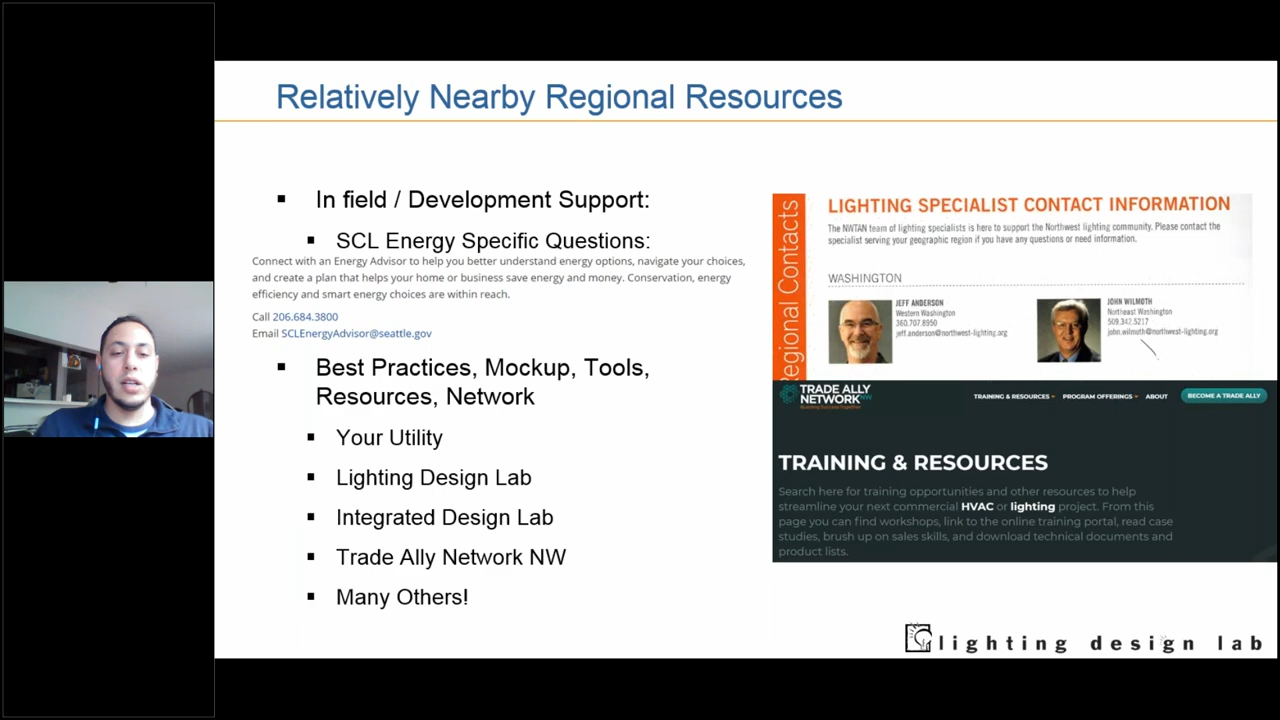 Relatively Nearby Regional Resources
In field / Development Support:
SCL Energy Specific Questions:
Connect with an Energy Advisor to help you better understand energy options, navigate your choices,
and create a plan that helps your home or business save energy and money. Conservation, energy
efficiency and smart energy choices are within reach.
Call 206.684.3800
Email SCLEnergyAdvisor@seattle.gov
Best Practices, Mockup, Tools,
Resources, Network
Your Utility
Lighting Design Lab
Integrated Design Lab
Trade Ally Network NW
Many Others!
Regional Contacts
LIGHTING SPECIALIST CONTACT INFORMATION
The NWTAN team of lighting specialists is here to support the Northwest lighting community. Please contact the
specialist serving your geographic region if you have any questions or need information.
WASHINGTON
JEFF ANDERSON
Western Washington
360.707.8950
jeff.anderson@northwest-lighting.org
JOHN WILMOTH
Northeast Washington
509.342.5217
john.wilmoth@northwest-lighting.org
TRADE ALLY
NETWORK NW
Building Success Together
TRAINING & RESOURCES
PROGRAM OFFERINGS
ABOUT
BECOME A TRADE ALLY
TRAINING & RESOURCES
Search here for training opportunities and other resources to help
streamline your next commercial HVAC or lighting project. From this
page you can find workshops, link to the online training portal, read case
studies, brush up on sales skills, and download technical documents and
product lists.
lighting design lab